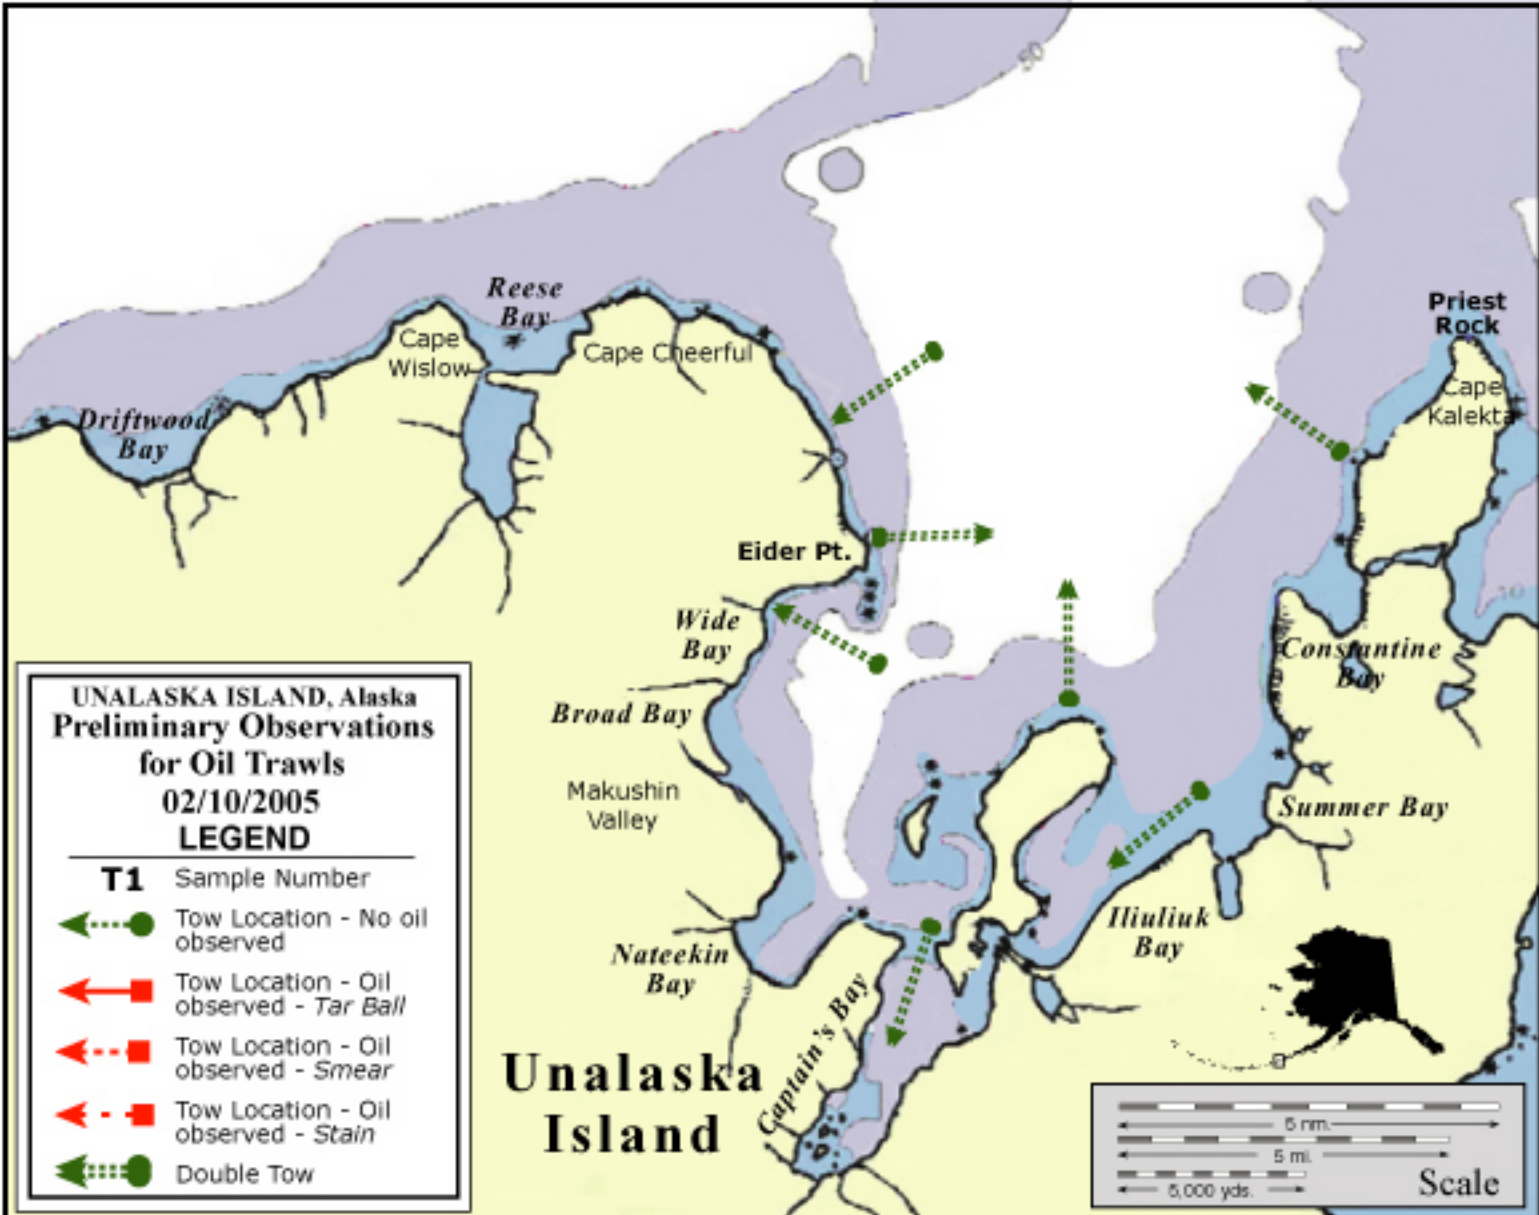 50
Reese
Bay
Priest
Rock
Cape
Wislow
Cape Cheerful
Cape
Kalekta
Driftwood
Bay
Eider Pt.
Wide
Bay
Constantine
Bay
50
Broad Bay
Makushin
Valley
Summer Bay
Iliuliuk
Bay
Nateekin
Bay
Captain's Bay
Unalaska
Island
UNALASKA ISLAND, Alaska
Preliminary Observations
for Oil Trawls
02/10/2005
LEGEND
T1 Sample Number
Tow Location - No oil
observed
Tow Location - Oil
observed - Tar Ball
Tow Location - Oil
observed - Smear
Tow Location - Oil
observed - Stain
Double Tow
5 nm.
5 mi.
5,000 yds.
Scale